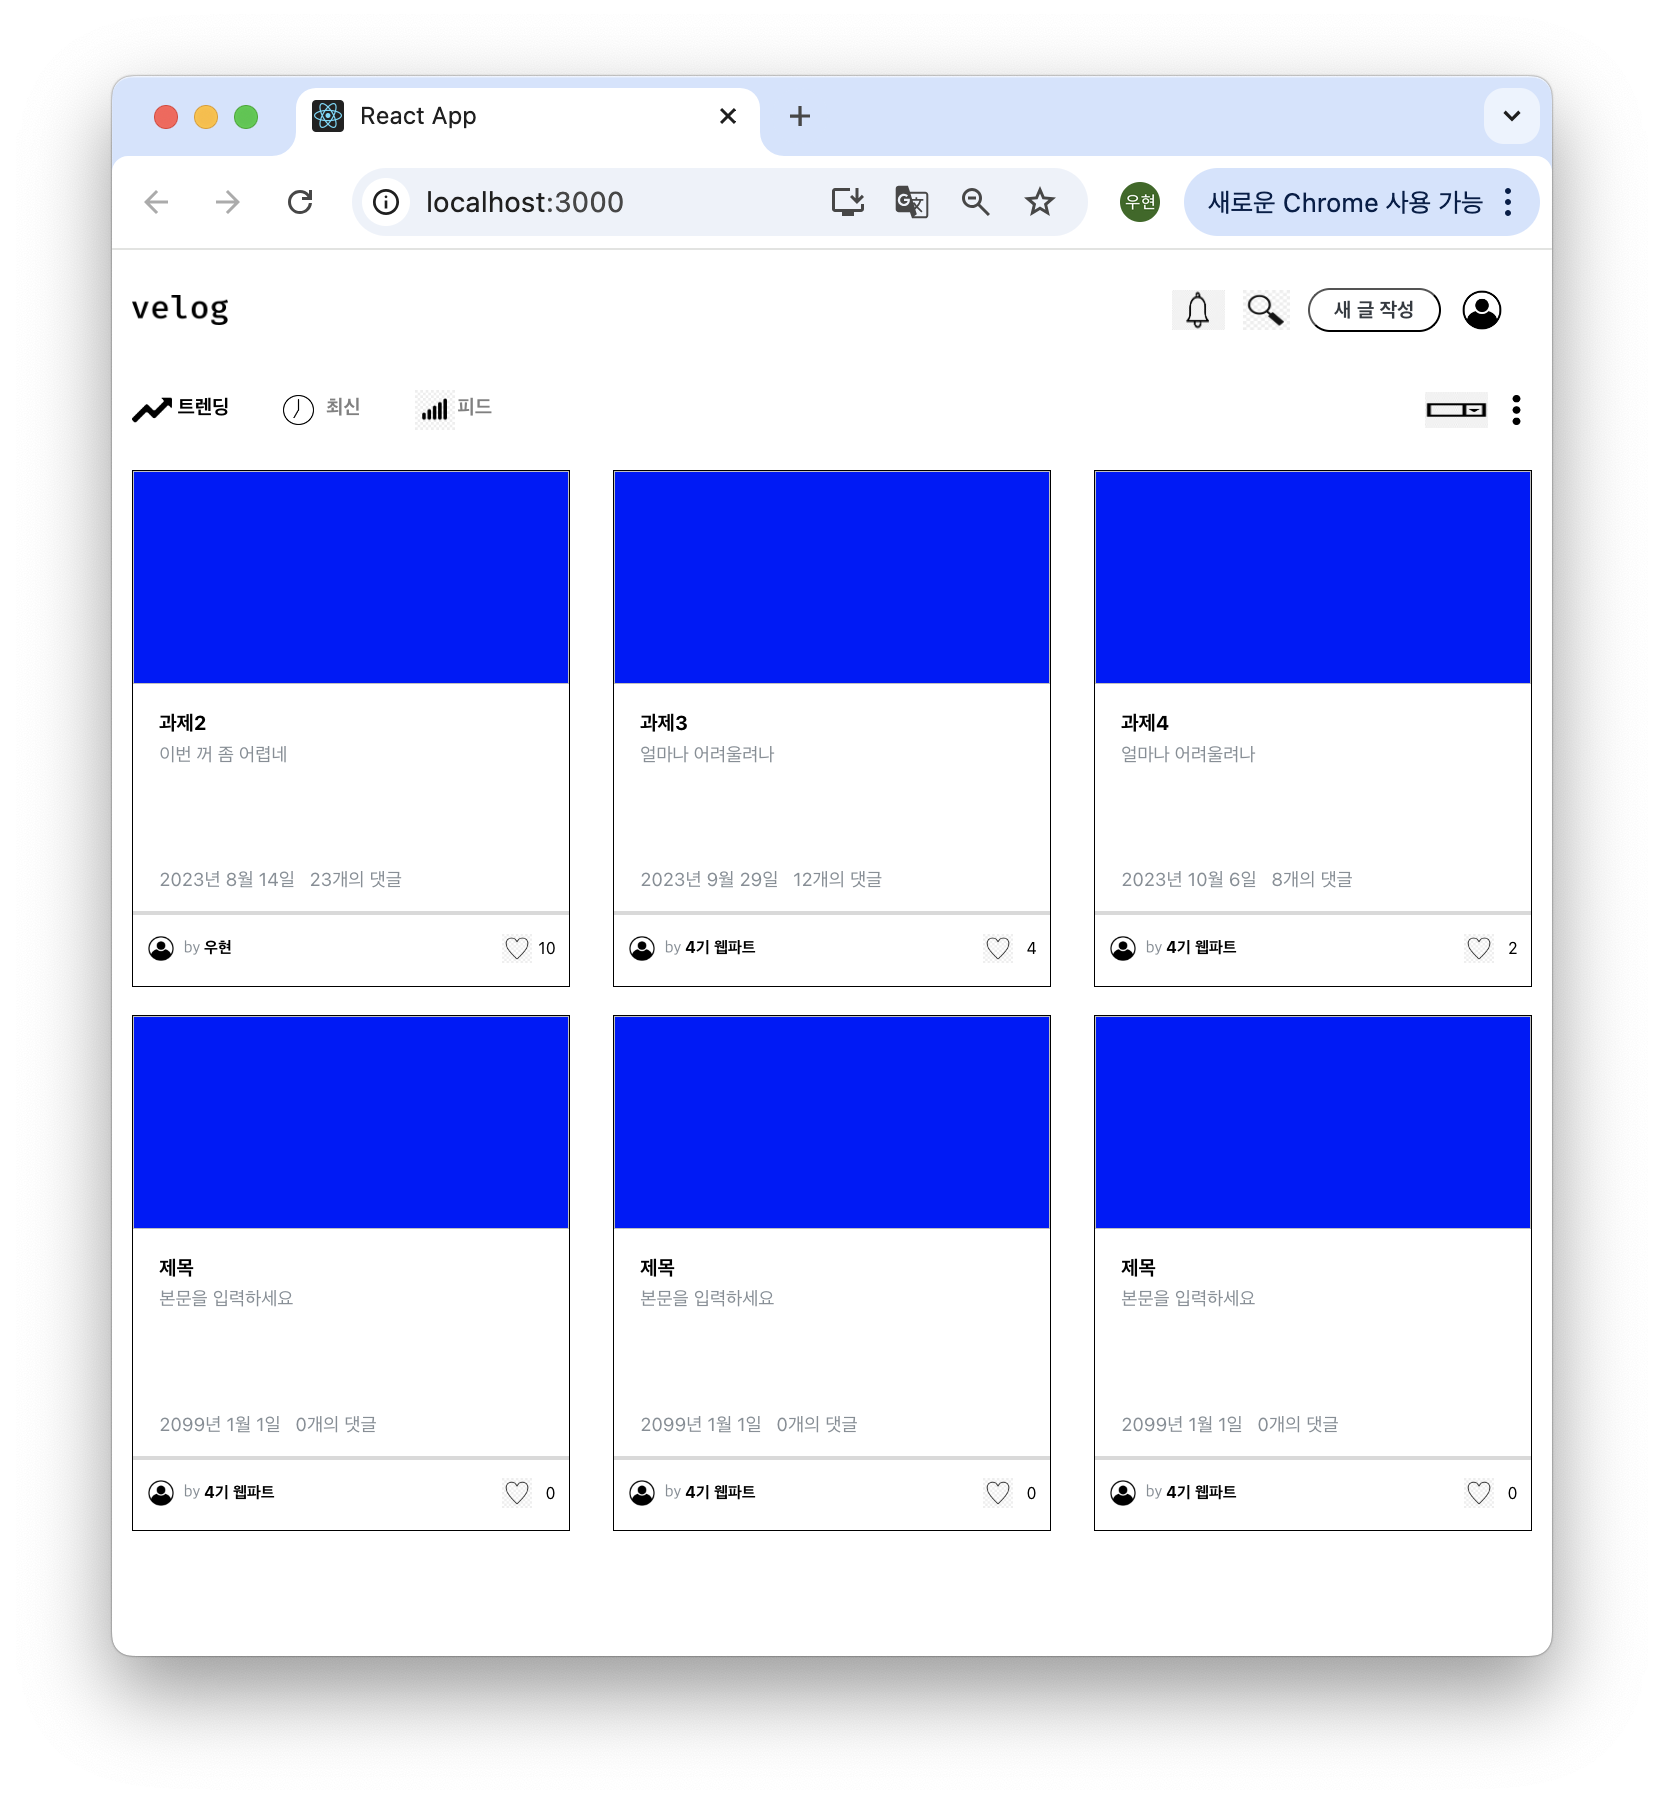 React App
localhost:3000
우현
새로운 Chrome 사용 가능
velog
새 글 작성
트렌딩
최신
피드
과제2
이번 꺼 좀 어렵네
2023년 8월 14일 23개의 댓글
by 우현
10
과제3
얼마나 어려울려나
2023년 9월 29일 12개의 댓글
by 4기 웹파트
4
과제4
얼마나 어려울려나
2023년 10월 6일 8개의 댓글
by 4기 웹파트
2
제목
본문을 입력하세요
2099년 1월 1일 0개의 댓글
by 4기 웹파트
0
제목
본문을 입력하세요
2099년 1월 1일 0개의 댓글
by 4기 웹파트
0
제목
본문을 입력하세요
2099년 1월 1일 0개의 댓글
by 4기 웹파트
0